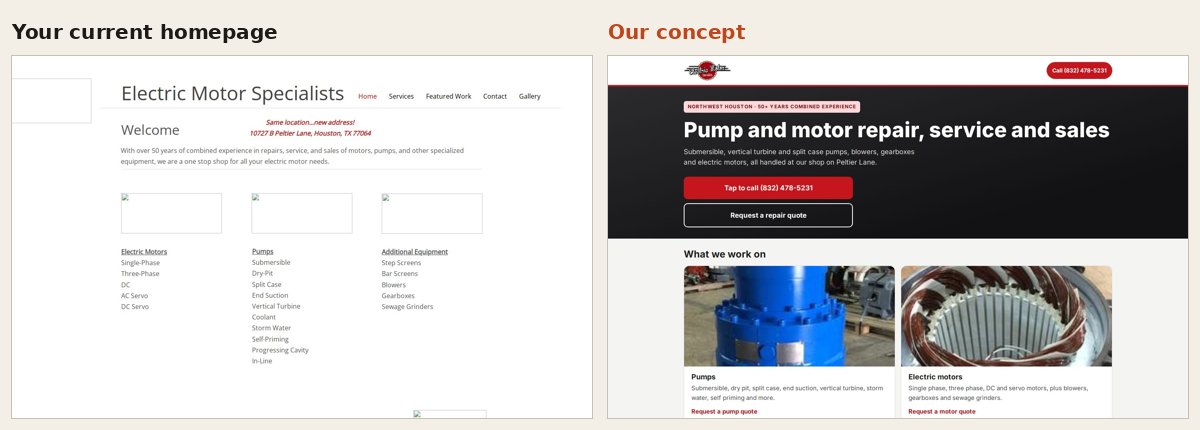 Your current homepage
Our concept
Electric Motor Specialists
Home Services Featured Work Contact Gallery
Welcome
Same location...new address!
10727 B Peltier Lane, Houston, TX 77064
With over 50 years of combined experience in repairs, service, and sales of motors, pumps, and other specialized
equipment, we are a one stop shop for all your electric motor needs.
Electric Motors
Single-Phase
Three-Phase
DC
AC Servo
DC Servo
Pumps
Submersible
Dry-Pit
Split Case
End Suction
Vertical Turbine
Coolant
Storm Water
Self-Priming
Progressing Cavity
In-Line
Additional Equipment
Step Screens
Bar Screens
Blowers
Gearboxes
Sewage Grinders
Call (832) 478-5231
NORTHWEST HOUSTON · 50+ YEARS COMBINED EXPERIENCE
Pump and motor repair, service and sales
Submersible, vertical turbine and split case pumps, blowers, gearboxes
and electric motors, all handled at our shop on Peltier Lane.
Tap to call (832) 478-5231
Request a repair quote
What we work on
Pumps
Submersible, dry pit, split case, end suction, vertical turbine, storm
water, self priming and more.
Request a pump quote
Electric motors
Single phase, three phase, DC and servo motors, plus blowers,
gearboxes and sewage grinders.
Request a motor quote